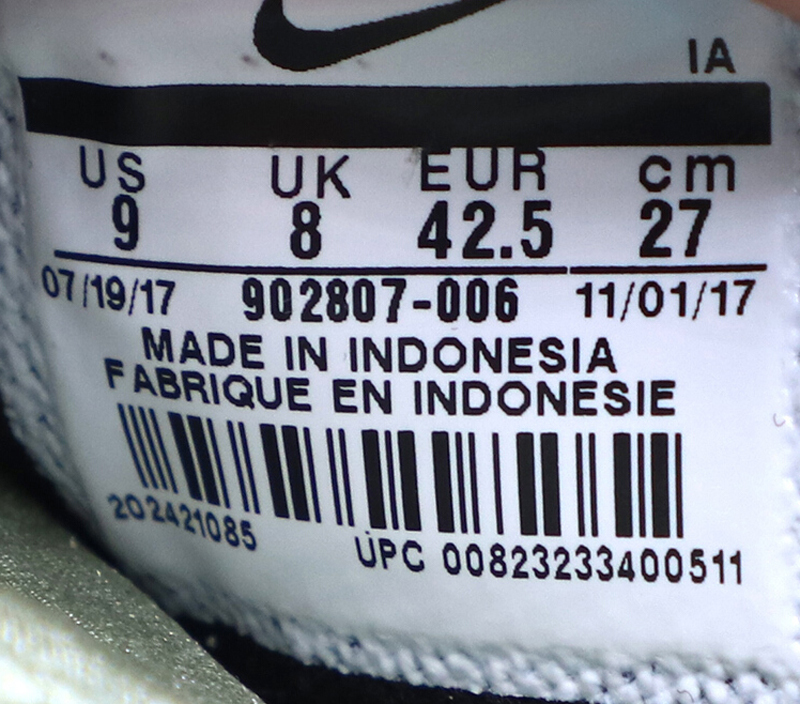 IA
US UK EUR cm
9 8 42.5 27
07/19/17 902807-006 11/01/17
MADE IN INDONESIA
FABRIQUE EN INDONESIE
202421085 UPC 00823233400511